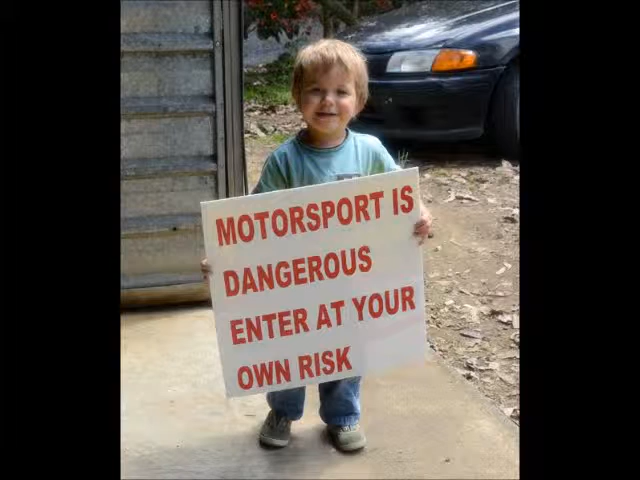 MOTORSPORT IS
DANGEROUS
ENTER AT YOUR
OWN RISK